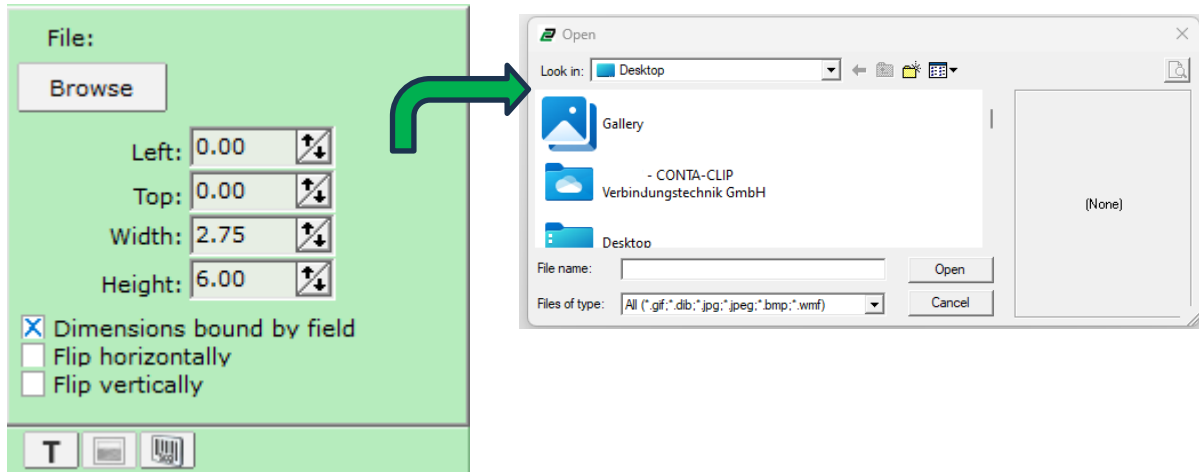 File:
Browse
Left: 0.00
Top: 0.00
Width: 2.75
Height: 6.00
Dimensions bound by field
Flip horizontally
Flip vertically
T
Open
Look in: Desktop
Gallery
- CONTA-CLIP
Verbindungstechnik GmbH
Desktop
(None)
File name:
Open
Files of type: All (*.gif;*.dib;*.jpg;*.jpeg;*.bmp;*.wmf)
Cancel